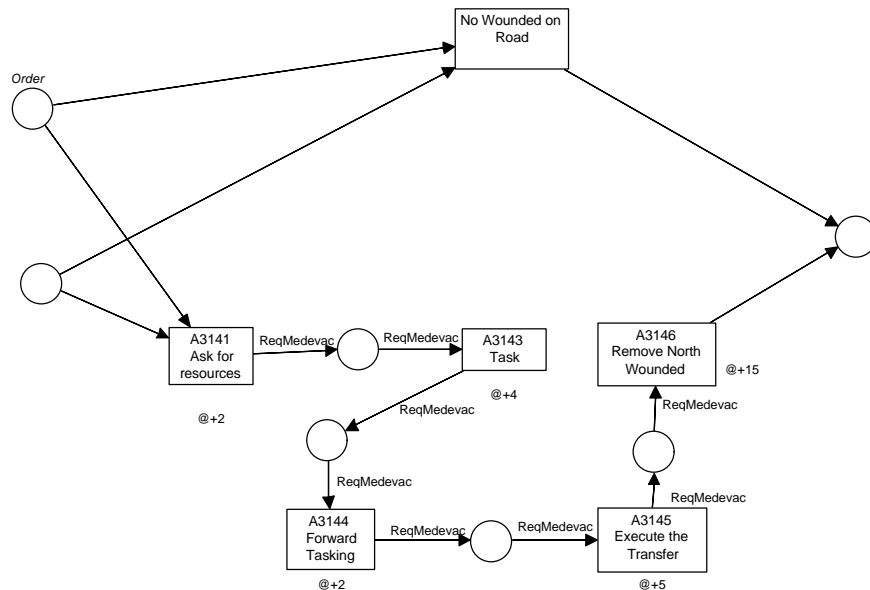 No Wounded on
Road
Order
A3141
Ask for
resources
@+2
ReqMedevac
ReqMedevac
A3143
Task
@+4
ReqMedevac
ReqMedevac
A3144
Forward
Tasking
@+2
ReqMedevac
ReqMedevac
A3145
Execute the
Transfer
@+5
ReqMedevac
ReqMedevac
A3146
Remove North
Wounded
@+15